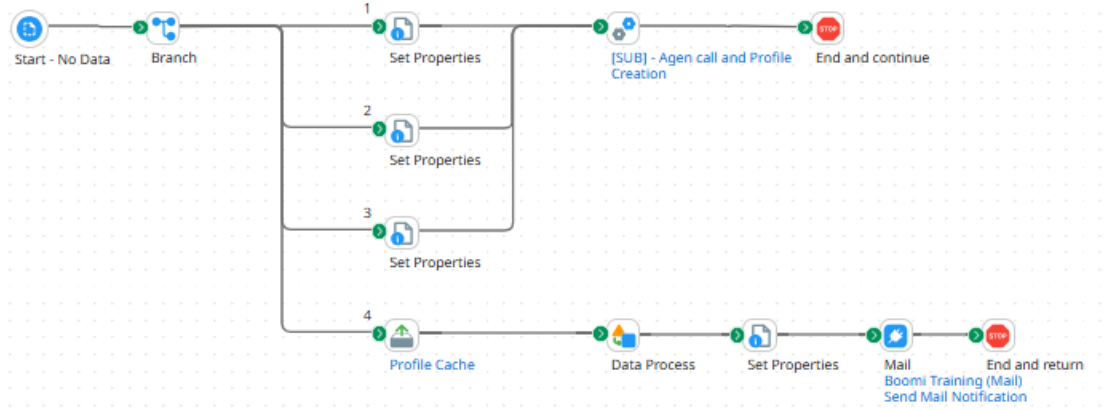 1
Start - No Data
Branch
Set Properties
[SUB] - Agen call and Profile
Creation
STOP
End and continue
2
Set Properties
3
Set Properties
4
Profile Cache
Data Process
Set Properties
Mail
Boomi Training (Mail)
Send Mail Notification
STOP
End and return